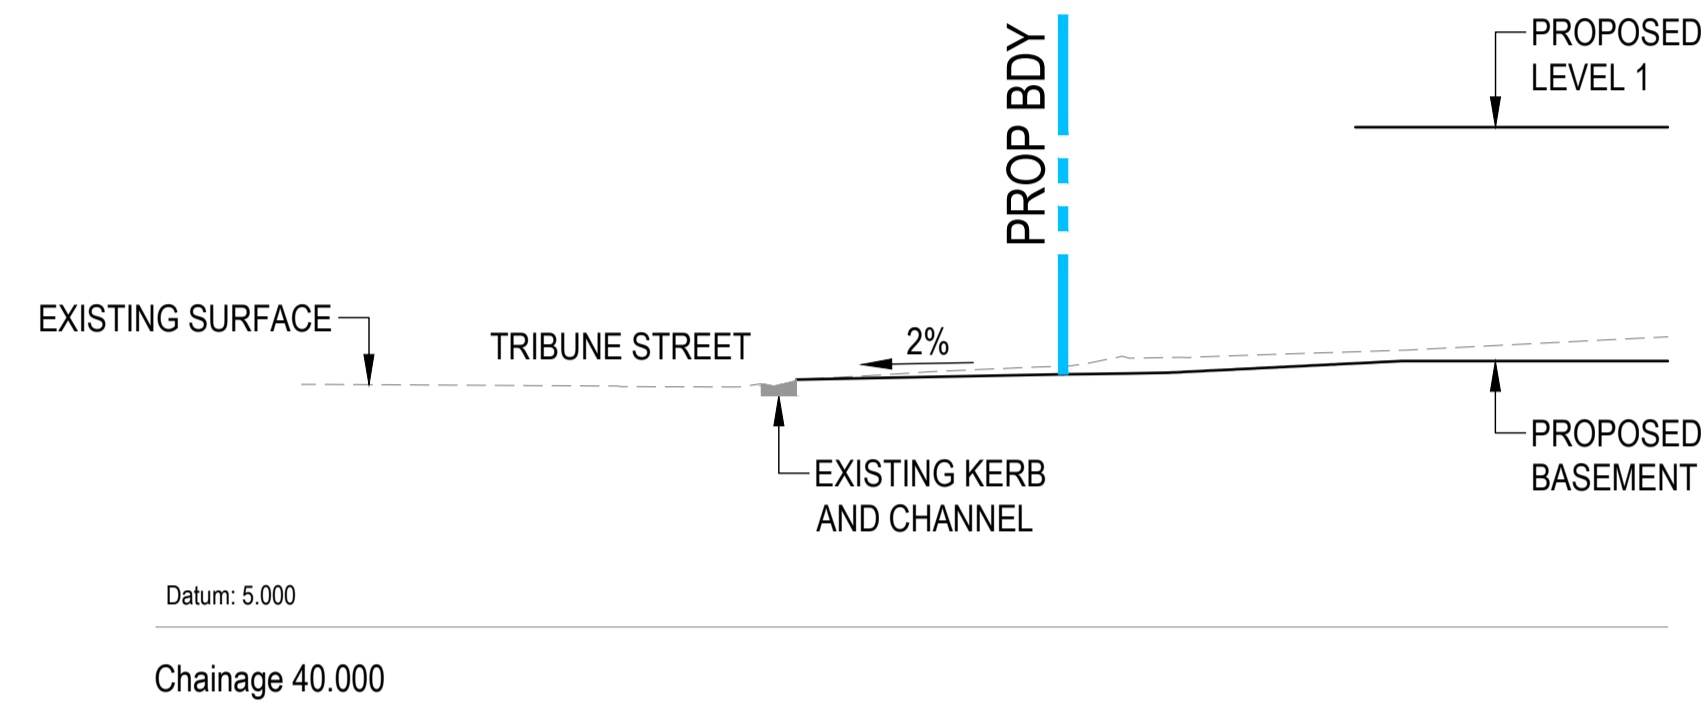 PROPOSED
LEVEL 1
PROP BDY
EXISTING SURFACE
TRIBUNE STREET
2%
PROPOSED
BASEMENT
EXISTING KERB
AND CHANNEL
Datum: 5.000
Chainage 40.000